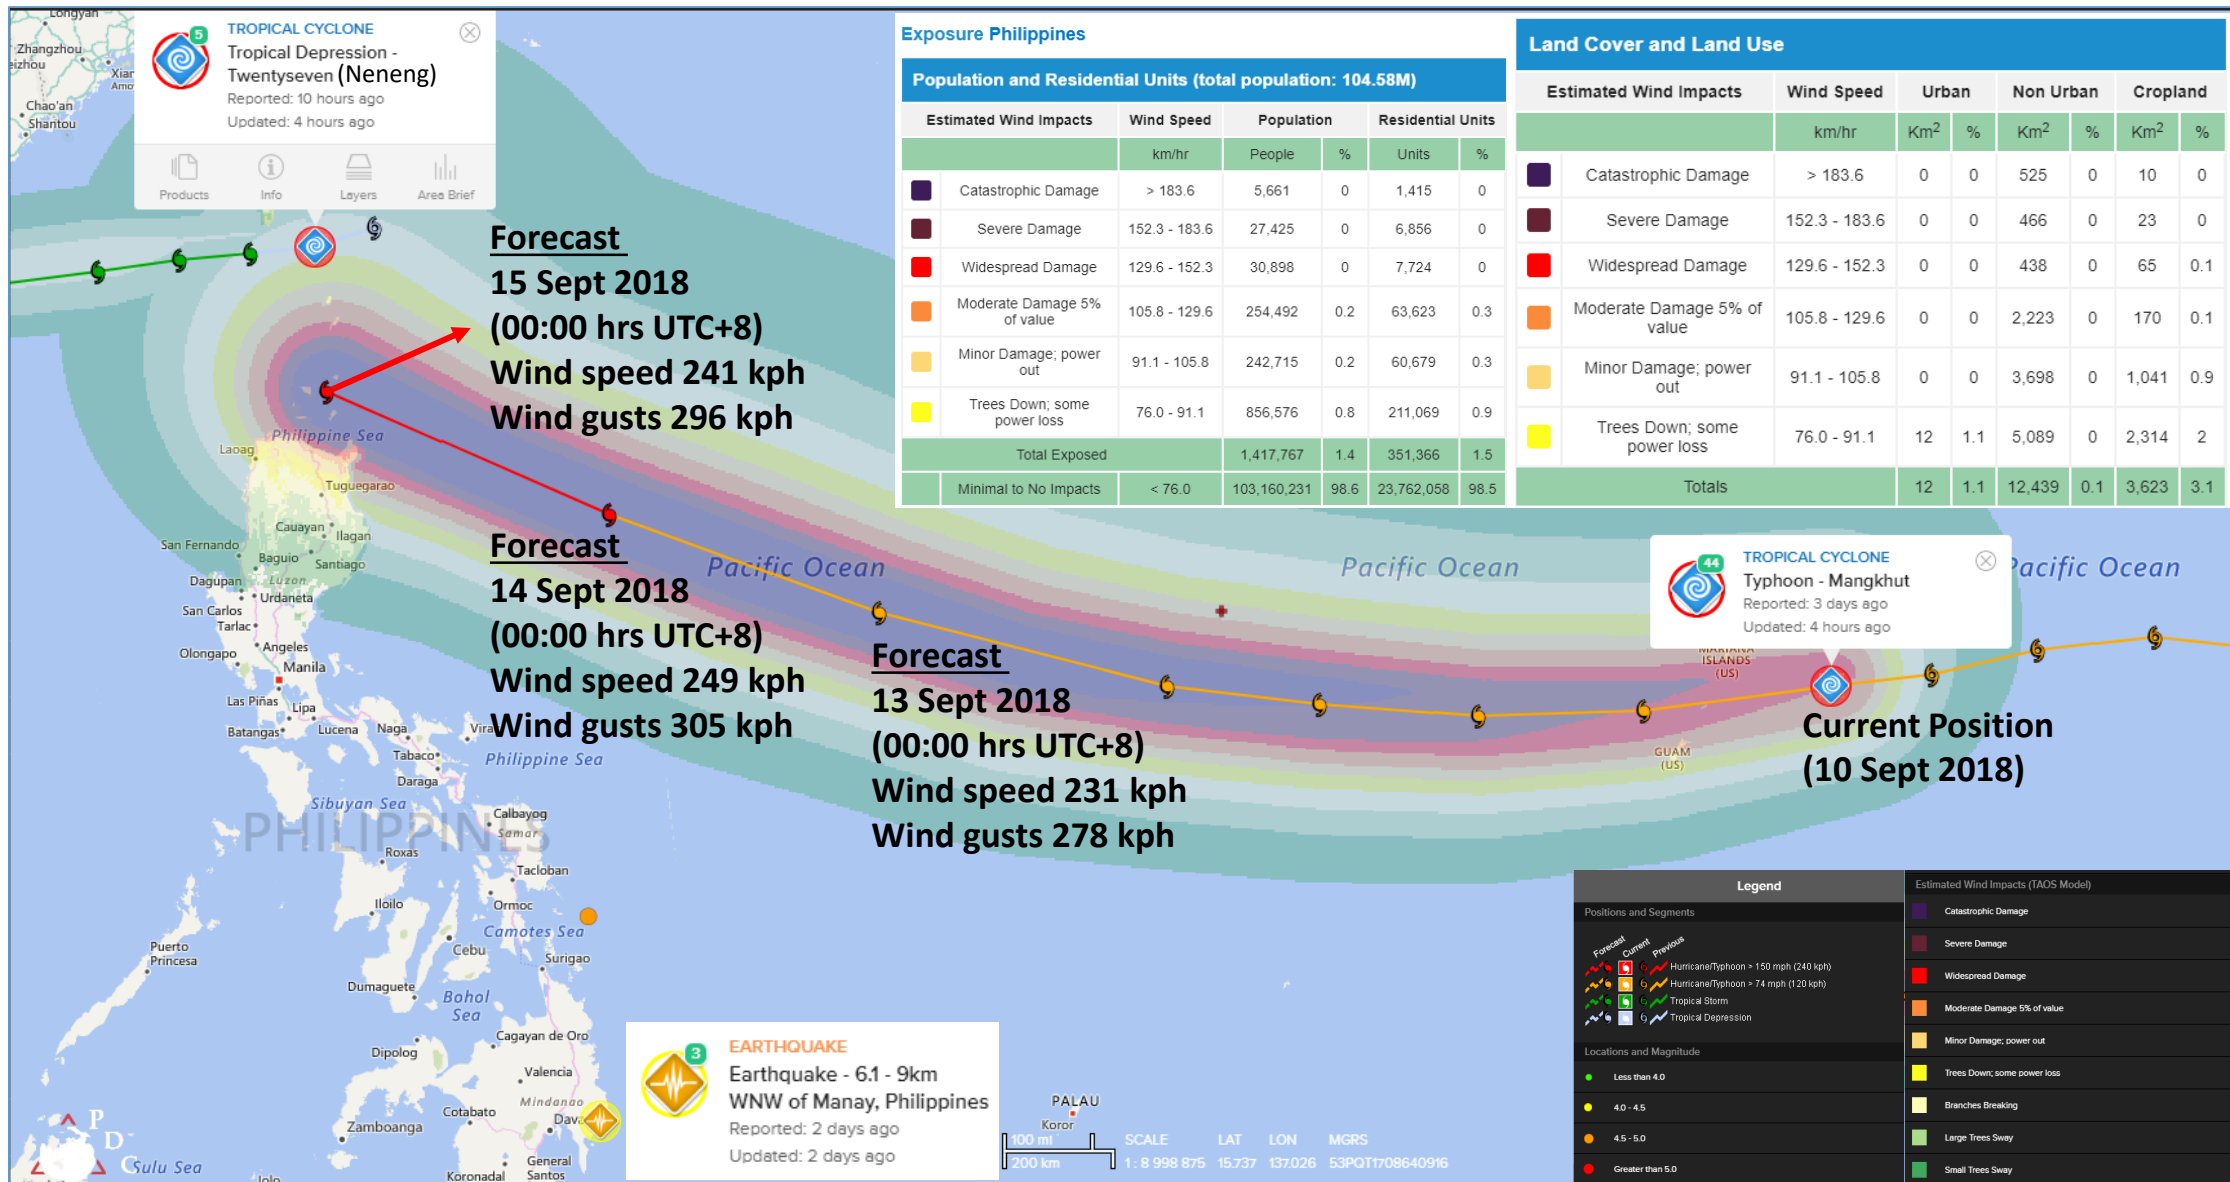 Longyan
Zhangzhou
eizhou
Xiar
Amo
Chao'an
Shantou
5
TROPICAL CYCLONE
Tropical Depression -
Twentyseven (Neneng)
Reported: 10 hours ago
Updated: 4 hours ago
Products Info Layers Area Brief
Forecast
15 Sept 2018
(00:00 hrs UTC+8)
Wind speed 241 kph
Wind gusts 296 kph
Exposure Philippines
Population and Residential Units (total population: 104.58M)
Estimated Wind Impacts Wind Speed Population Residential Units
km/hr People % Units %
Catastrophic Damage > 183.6 5,661 0 1,415 0
Severe Damage 152.3 - 183.6 27,425 0 6,856 0
Widespread Damage 129.6 - 152.3 30,898 0 7,724 0
Moderate Damage 5%
of value 105.8 - 129.6 254,492 0.2 63,623 0.3
Minor Damage; power
out 91.1 - 105.8 242,715 0.2 60,679 0.3
Trees Down; some
power loss 76.0 - 91.1 856,576 0.8 211,069 0.9
Total Exposed 1,417,767 1.4 351,366 1.5
Minimal to No Impacts < 76.0 103,160,231 98.6 23,762,058 98.5
Land Cover and Land Use
Estimated Wind Impacts Wind Speed Urban Non Urban Cropland
km/hr Km² % Km² % Km² %
Catastrophic Damage > 183.6 0 0 525 0 10 0
Severe Damage 152.3 - 183.6 0 0 466 0 23 0
Widespread Damage 129.6 - 152.3 0 0 438 0 65 0.1
Moderate Damage 5% of
value 105.8 - 129.6 0 0 2,223 0 170 0.1
Minor Damage; power
out 91.1 - 105.8 0 0 3,698 0 1,041 0.9
Trees Down; some
power loss 76.0 - 91.1 12 1.1 5,089 0 2,314 2
Totals 12 1.1 12,439 0.1 3,623 3.1
Philippine Sea
Laoag
Tuguegarao
Cauayan
Ilagan
San Fernando
Baguio
Santiago
Dagupan
Luzon
Urdaneta
San Carlos
Tarlac
Angeles
Olongapo
Manila
Las Piñas
Lipa
Batangas
Lucena
Naga
Vira
Tabaco
Philippine Sea
Daraga
Forecast
14 Sept 2018
(00:00 hrs UTC+8)
Wind speed 249 kph
Wind gusts 305 kph
Pacific Ocean
Pacific Ocean
Pacific Ocean
Forecast
13 Sept 2018
(00:00 hrs UTC+8)
Wind speed 231 kph
Wind gusts 278 kph
44
TROPICAL CYCLONE
Typhoon - Mangkhut
Reported: 3 days ago
Updated: 4 hours ago
MARIANA
ISLANDS
(US)
GUAM
(US)
Current Position
(10 Sept 2018)
Sibuyan Sea
PHILIPPINES
Calbayog
Samar
Roxas
Tacloban
Iloilo
Ormoc
Camotes Sea
Cebu
Surigao
Puerto
Princesa
Dumaguete
Bohol
Sea
Cagayan de Oro
Dipolog
Valencia
Mindanao
Cotabato
Dava
Zamboanga
General
Santos
Koronadal
Jolo
Sulu Sea
P
D
C
3
EARTHQUAKE
Earthquake - 6.1 - 9km
WNW of Manay, Philippines
Reported: 2 days ago
Updated: 2 days ago
PALAU
Koror
100 mi
200 km
SCALE LAT LON MGRS
1 : 8 998 875 15.737 137.026 53PQT1708640916
Legend
Positions and Segments
Forecast Current Previous
Hurricane/Typhoon > 150 mph (240 kph)
Hurricane/Typhoon > 74 mph (120 kph)
Tropical Storm
Tropical Depression
Locations and Magnitude
Less than 4.0
4.0 - 4.5
4.5 - 5.0
Greater than 5.0
Estimated Wind Impacts (TAOS Model)
Catastrophic Damage
Severe Damage
Widespread Damage
Moderate Damage 5% of value
Minor Damage; power out
Trees Down; some power loss
Branches Breaking
Large Trees Sway
Small Trees Sway